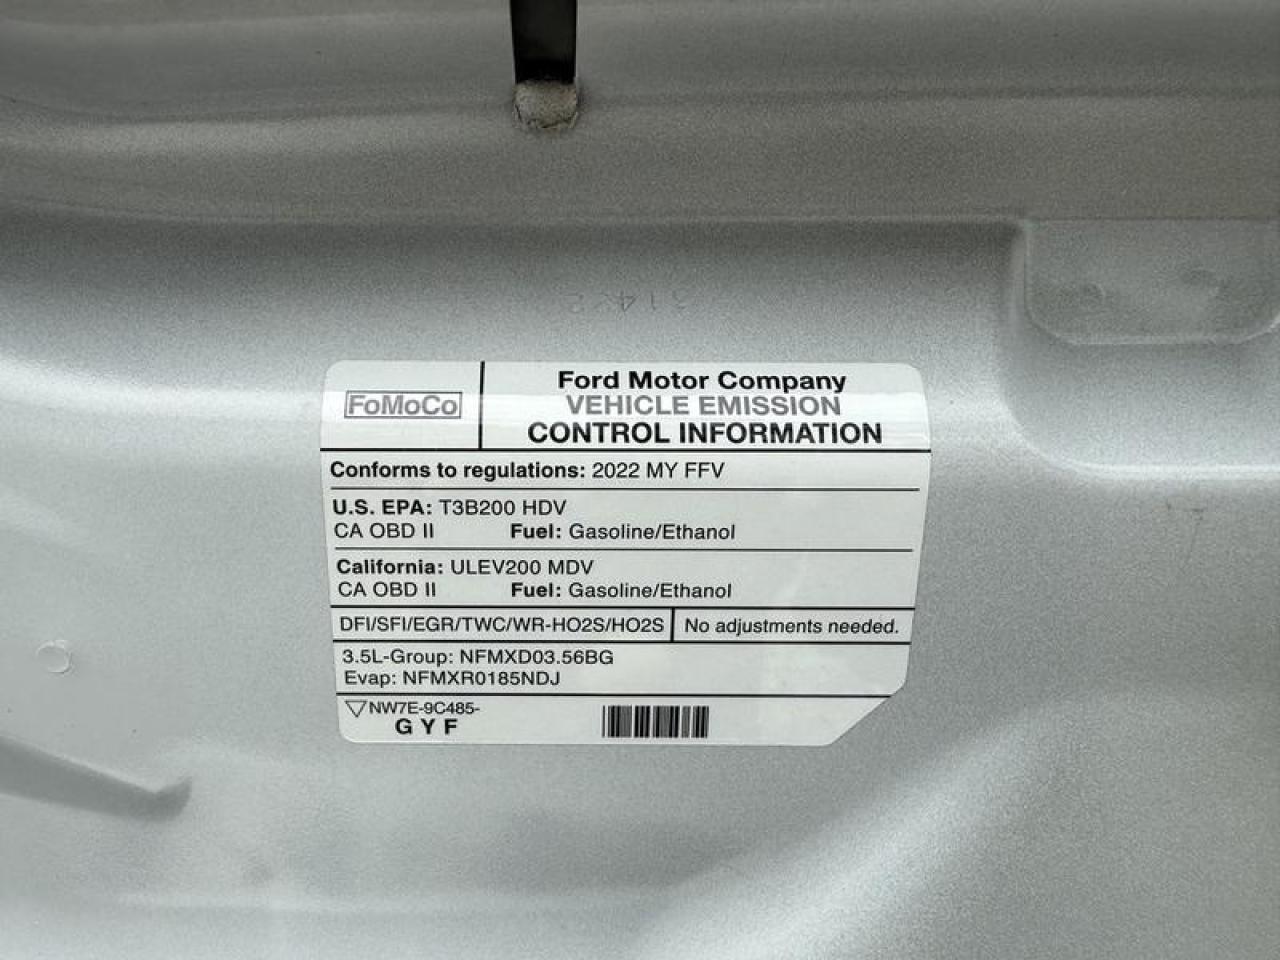 FoMoCo
Ford Motor Company
VEHICLE EMISSION
CONTROL INFORMATION
Conforms to regulations: 2022 MY FFV
U.S. EPA: T3B200 HDV
CA OBD II Fuel: Gasoline/Ethanol
California: ULEV200 MDV
CA OBD II Fuel: Gasoline/Ethanol
DFI/SFI/EGR/TWC/WR-HO2S/HO2S No adjustments needed.
3.5L-Group: NFMXD03.56BG
Evap: NFMXR0185NDJ
NW7E-9C485-
G Y F